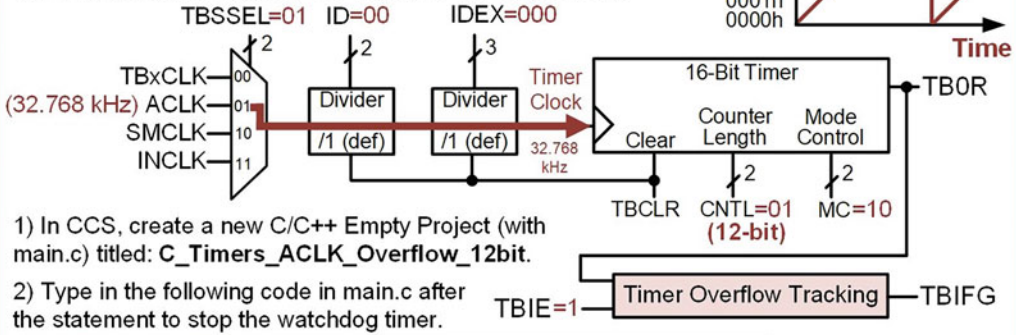 0001h
0000h
Time
TBSSEL=01 ID=00 IDEX=000
2 2 3
TBxCLK 00
(32.768 kHz) ACLK 01
SMCLK 10
INCLK 11
Divider
/1 (def)
Divider
/1 (def)
Timer
Clock
32.768
kHz
16-Bit Timer
Clear
Counter
Length
Mode
Control
TB0R
2 2
TBCLR CNTL=01 MC=10
(12-bit)
1) In CCS, create a new C/C++ Empty Project (with
main.c) titled: C_Timers_ACLK_Overflow_12bit.
2) Type in the following code in main.c after
the statement to stop the watchdog timer.
TBIE=1
Timer Overflow Tracking
TBIFG